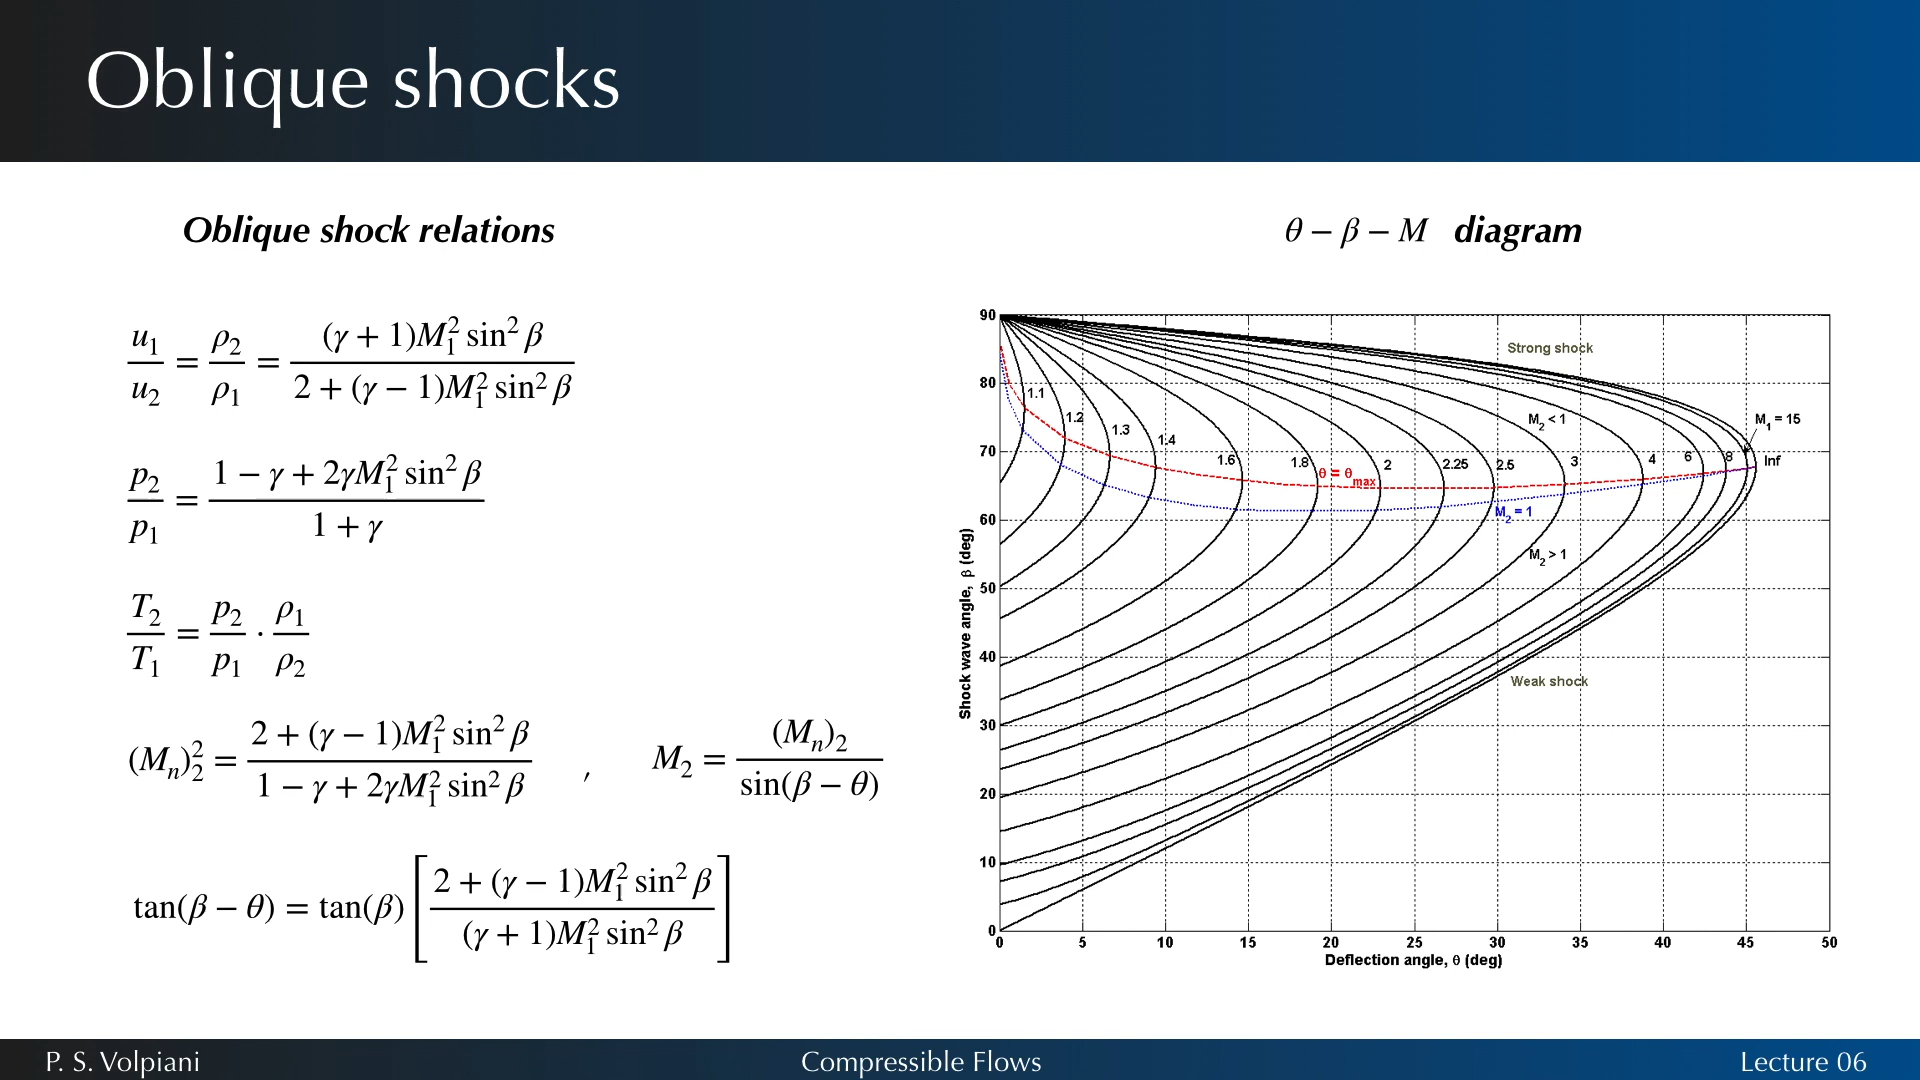 Oblique shocks
Oblique shock relations
u₁/u₂ = ρ₂/ρ₁ = (γ + 1)M₁² sin² β / 2 + (γ − 1)M₁² sin² β
p₂/p₁ = 1 − γ + 2γM₁² sin² β / 1 + γ
T₂/T₁ = p₂/p₁ · ρ₁/ρ₂
(Mₙ)₂² = 2 + (γ − 1)M₁² sin² β / 1 − γ + 2γM₁² sin² β , M₂ = (Mₙ)₂ / sin(β − θ)
tan(β − θ) = tan(β) [2 + (γ − 1)M₁² sin² β / (γ + 1)M₁² sin² β]
θ − β − M diagram
90
80
70
60
50
40
30
20
10
0
Shock wave angle, β (deg)
Strong shock
M₂ < 1
M₁ = 15
1.1
1.2
1.3
1.4
1.6
1.8
2
2.25
2.5
3
4
6
8
Inf
θ = θmax
M₂ = 1
M₂ > 1
Weak shock
0 5 10 15 20 25 30 35 40 45 50
Deflection angle, θ (deg)
P. S. Volpiani
Compressible Flows
Lecture 06